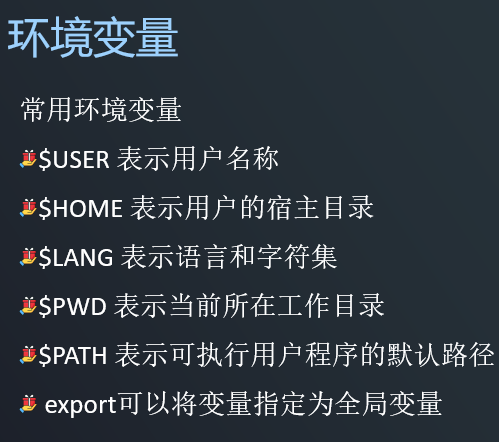 环境变量
常用环境变量
$USER 表示用户名称
$HOME 表示用户的宿主目录
$LANG 表示语言和字符集
$PWD 表示当前所在工作目录
$PATH 表示可执行用户程序的默认路径
export可以将变量指定为全局变量